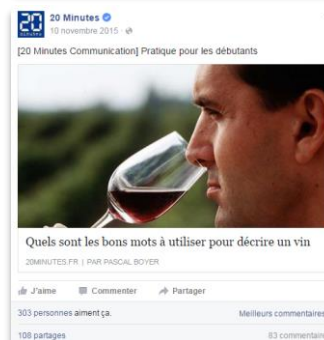 20
minutes
20 Minutes
10 novembre 2015 ·
[20 Minutes Communication] Pratique pour les débutants
Quels sont les bons mots à utiliser pour décrire un vin
20MINUTES.FR | PAR PASCAL BOYER
J'aime Commenter Partager
303 personnes aiment ça. Meilleurs commentaires
108 partages 83 commentaire